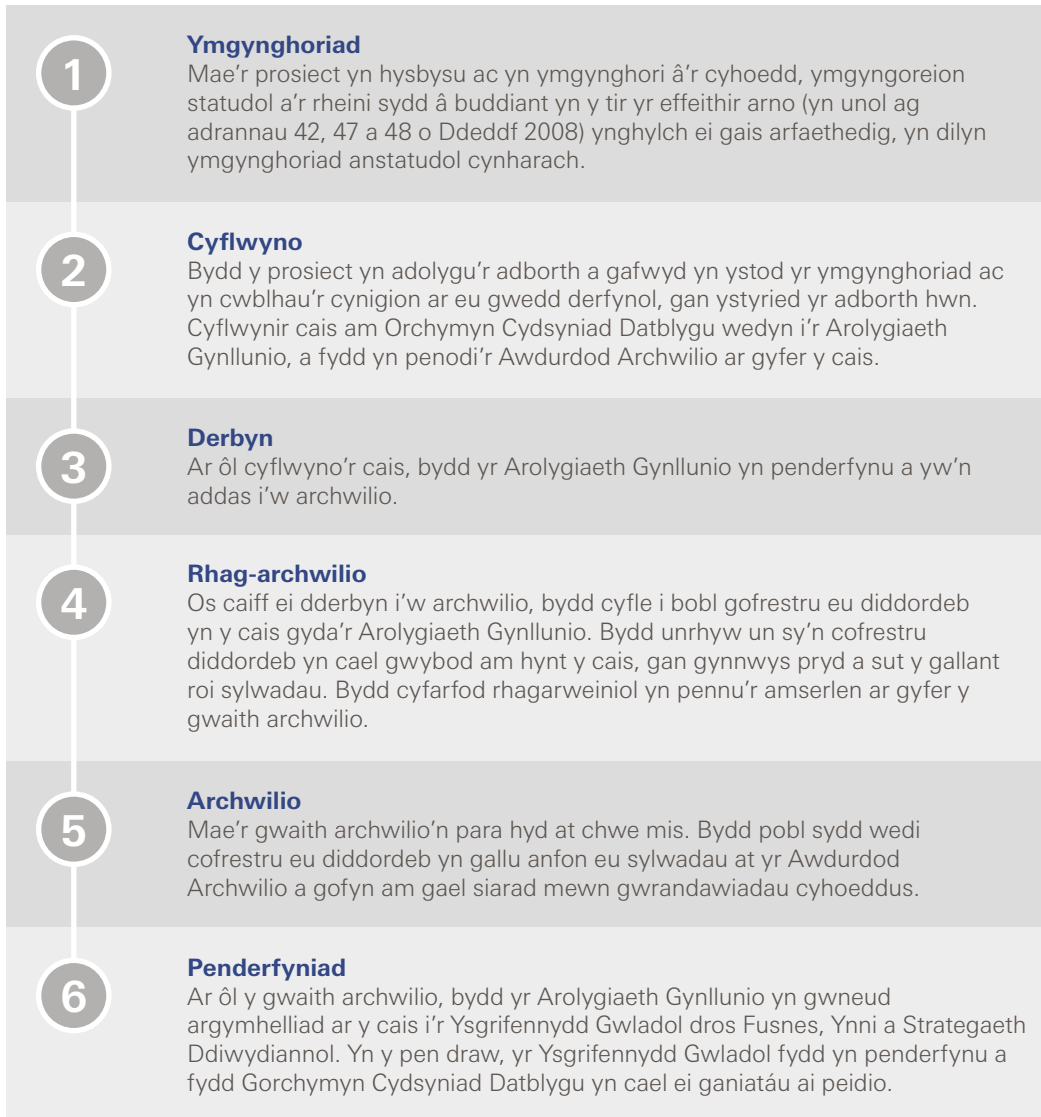 1
Ymgynghoriad
Mae'r prosiect yn hysbysu ac yn ymgynghori â'r cyhoedd, ymgyngoreion
statudol a'r rheini sydd â buddiant yn y tir yr effeithir arno (yn unol ag
adrannau 42, 47 a 48 o Ddeddf 2008) ynghylch ei gais arfaethedig, yn dilyn
ymgynghoriad anstatudol cynharach.
2
Cyflwyno
Bydd y prosiect yn adolygu'r adborth a gafwyd yn ystod yr ymgynghoriad ac
yn cwblhau'r cynigion ar eu gwedd derfynol, gan ystyried yr adborth hwn.
Cyflwynir cais am Orchymyn Cydsyniad Datblygu wedyn i'r Arolygiaeth
Gynllunio, a fydd yn penodi'r Awdurdod Archwilio ar gyfer y cais.
3
Derbyn
Ar ôl cyflwyno'r cais, bydd yr Arolygiaeth Gynllunio yn penderfynu a yw'n
addas i'w archwilio.
4
Rhag-archwilio
Os caiff ei dderbyn i'w archwilio, bydd cyfle i bobl gofrestru eu diddordeb
yn y cais gyda'r Arolygiaeth Gynllunio. Bydd unrhyw un sy'n cofrestru
diddordeb yn cael gwybod am hynt y cais, gan gynnwys pryd a sut y gallant
roi sylwadau. Bydd cyfarfod rhagarweiniol yn pennu'r amserlen ar gyfer y
gwaith archwilio.
5
Archwilio
Mae'r gwaith archwilio'n para hyd at chwe mis. Bydd pobl sydd wedi
cofrestru eu diddordeb yn gallu anfon eu sylwadau at yr Awdurdod
Archwilio a gofyn am gael siarad mewn gwrandawiadau cyhoeddus.
6
Penderfyniad
Ar ôl y gwaith archwilio, bydd yr Arolygiaeth Gynllunio yn gwneud
argymhelliad ar y cais i'r Ysgrifennydd Gwladol dros Fusnes, Ynni a Strategaeth
Ddiwydiannol. Yn y pen draw, yr Ysgrifennydd Gwladol fydd yn penderfynu a
fydd Gorchymyn Cydsyniad Datblygu yn cael ei ganiatáu ai peidio.